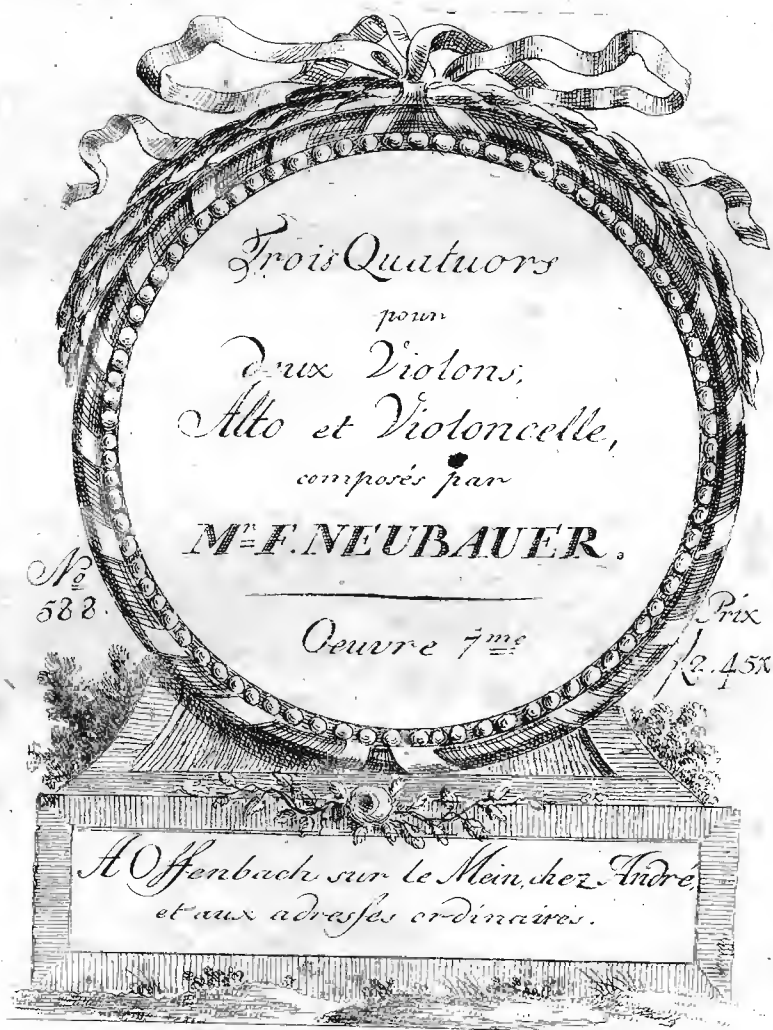 Trois Quatuors
pour
deux Violons,
Alto et Violoncelle,
composés par
Mr. F. NEUBAUER.
No
588.
Oeuvre 7me
Prix
f2.45x
A Offenbach sur le Mein, chez André,
et aux adresses ordinaires.